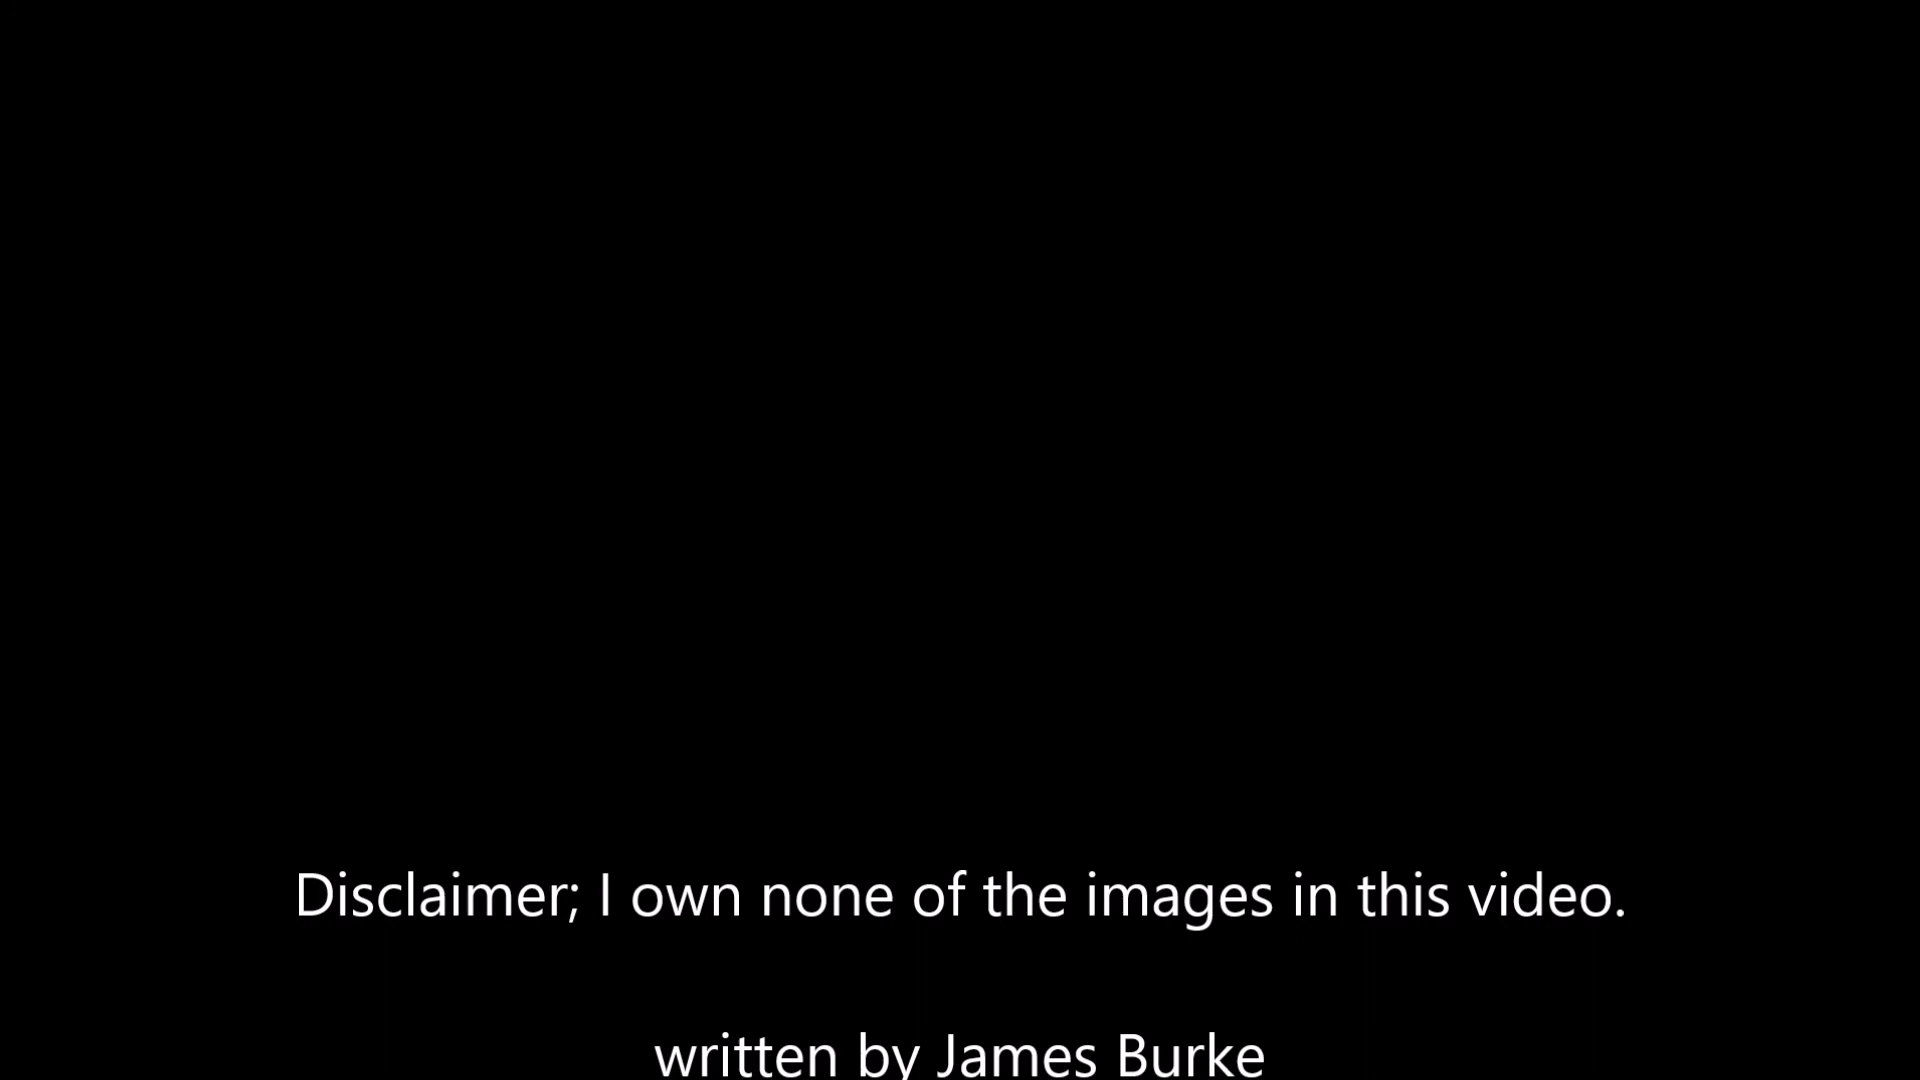 Disclaimer; I own none of the images in this video.
written by James Burke